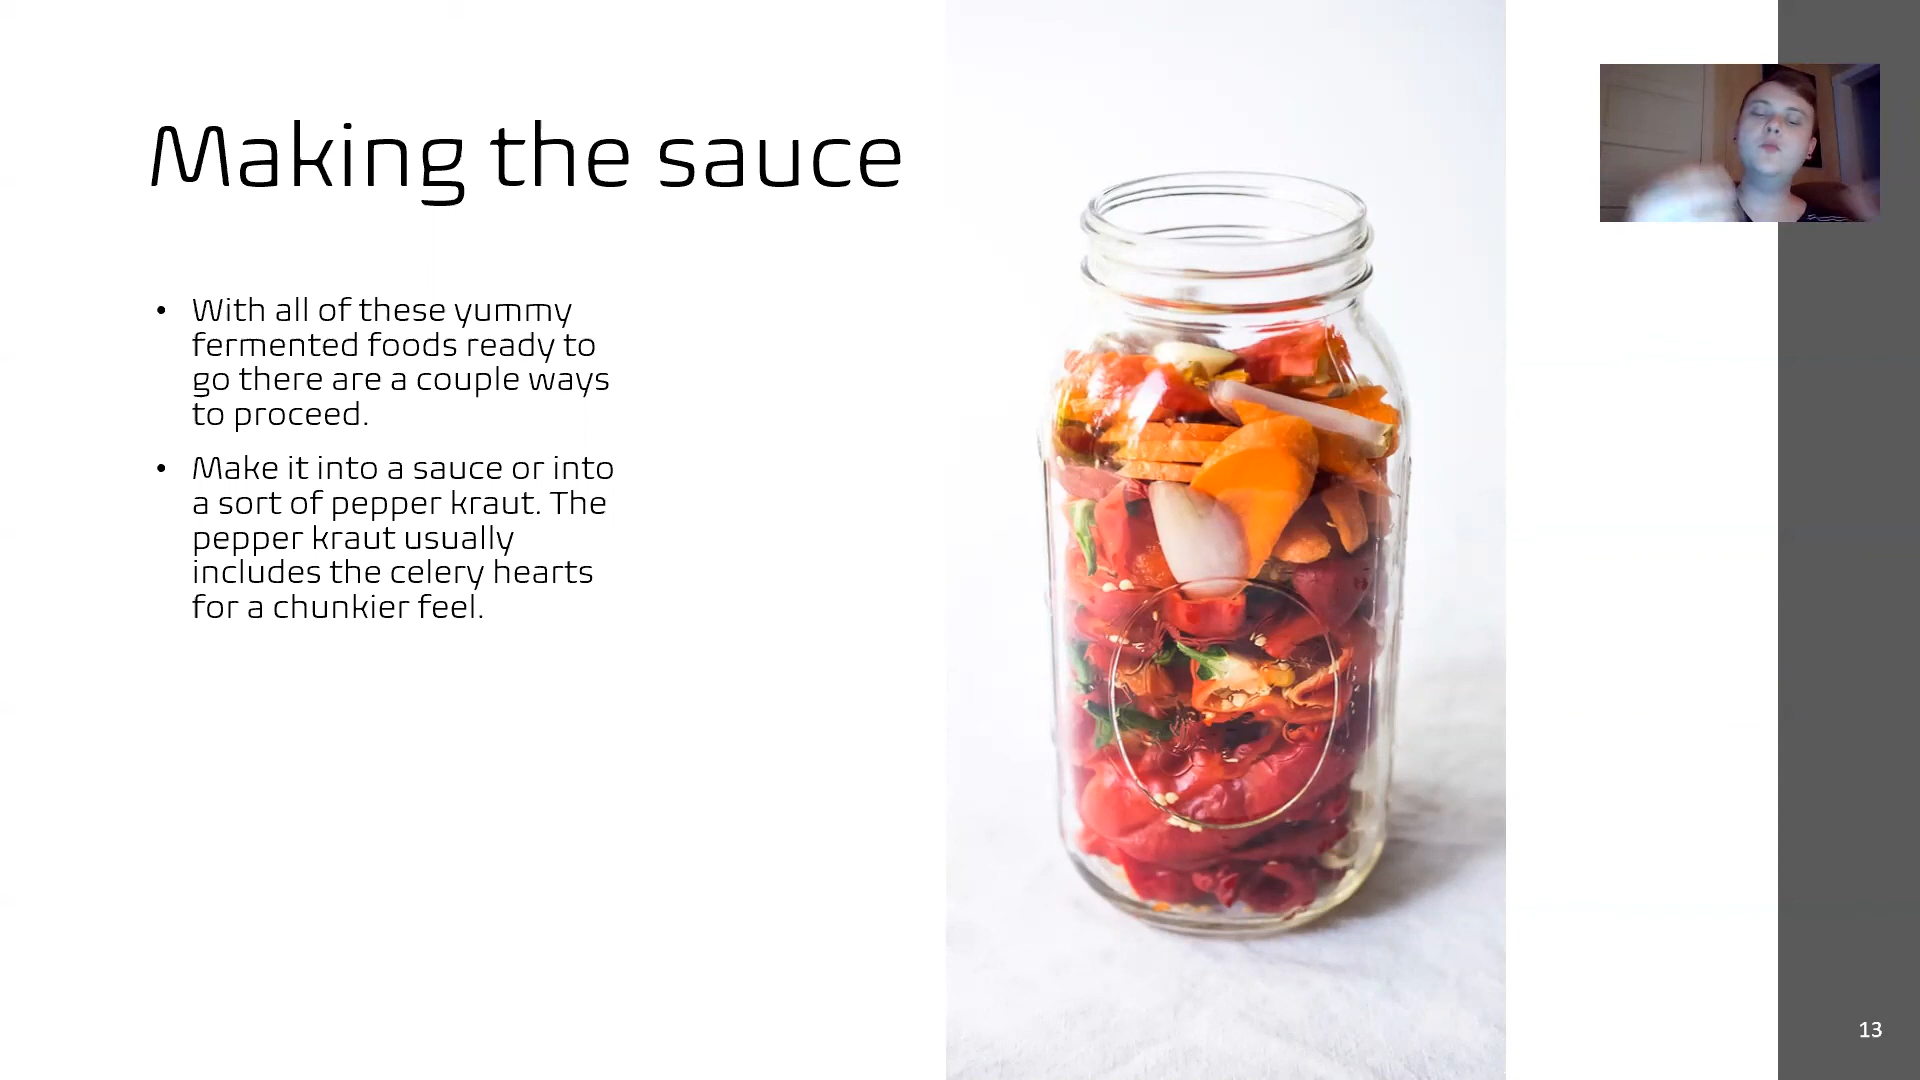 Making the sauce
• With all of these yummy
fermented foods ready to
go there are a couple ways
to proceed.
• Make it into a sauce or into
a sort of pepper kraut. The
pepper kraut usually
includes the celery hearts
for a chunkier feel.
13